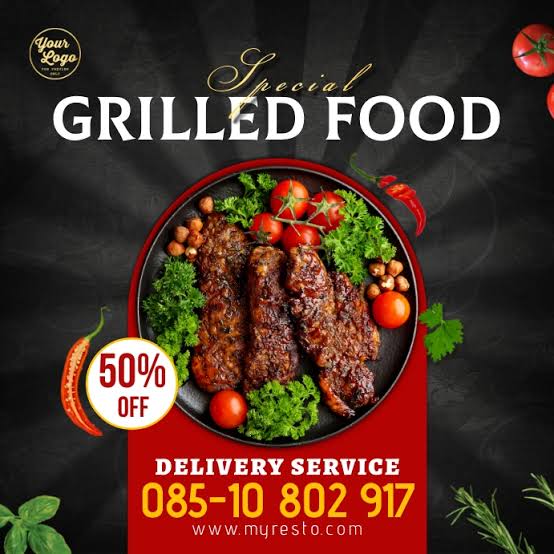 Your
Logo
Special
GRILLED FOOD
50%
OFF
DELIVERY SERVICE
085-10 802 917
www.myresto.com